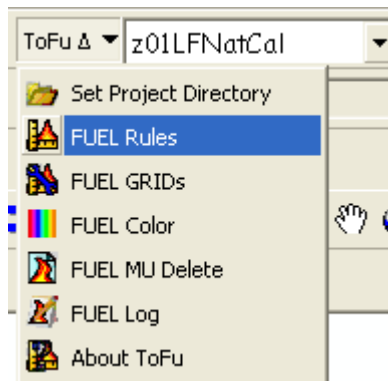 ToFu Δ z01LFNatCal
Set Project Directory
FUEL Rules
FUEL GRIDs
FUEL Color
FUEL MU Delete
FUEL Log
About ToFu